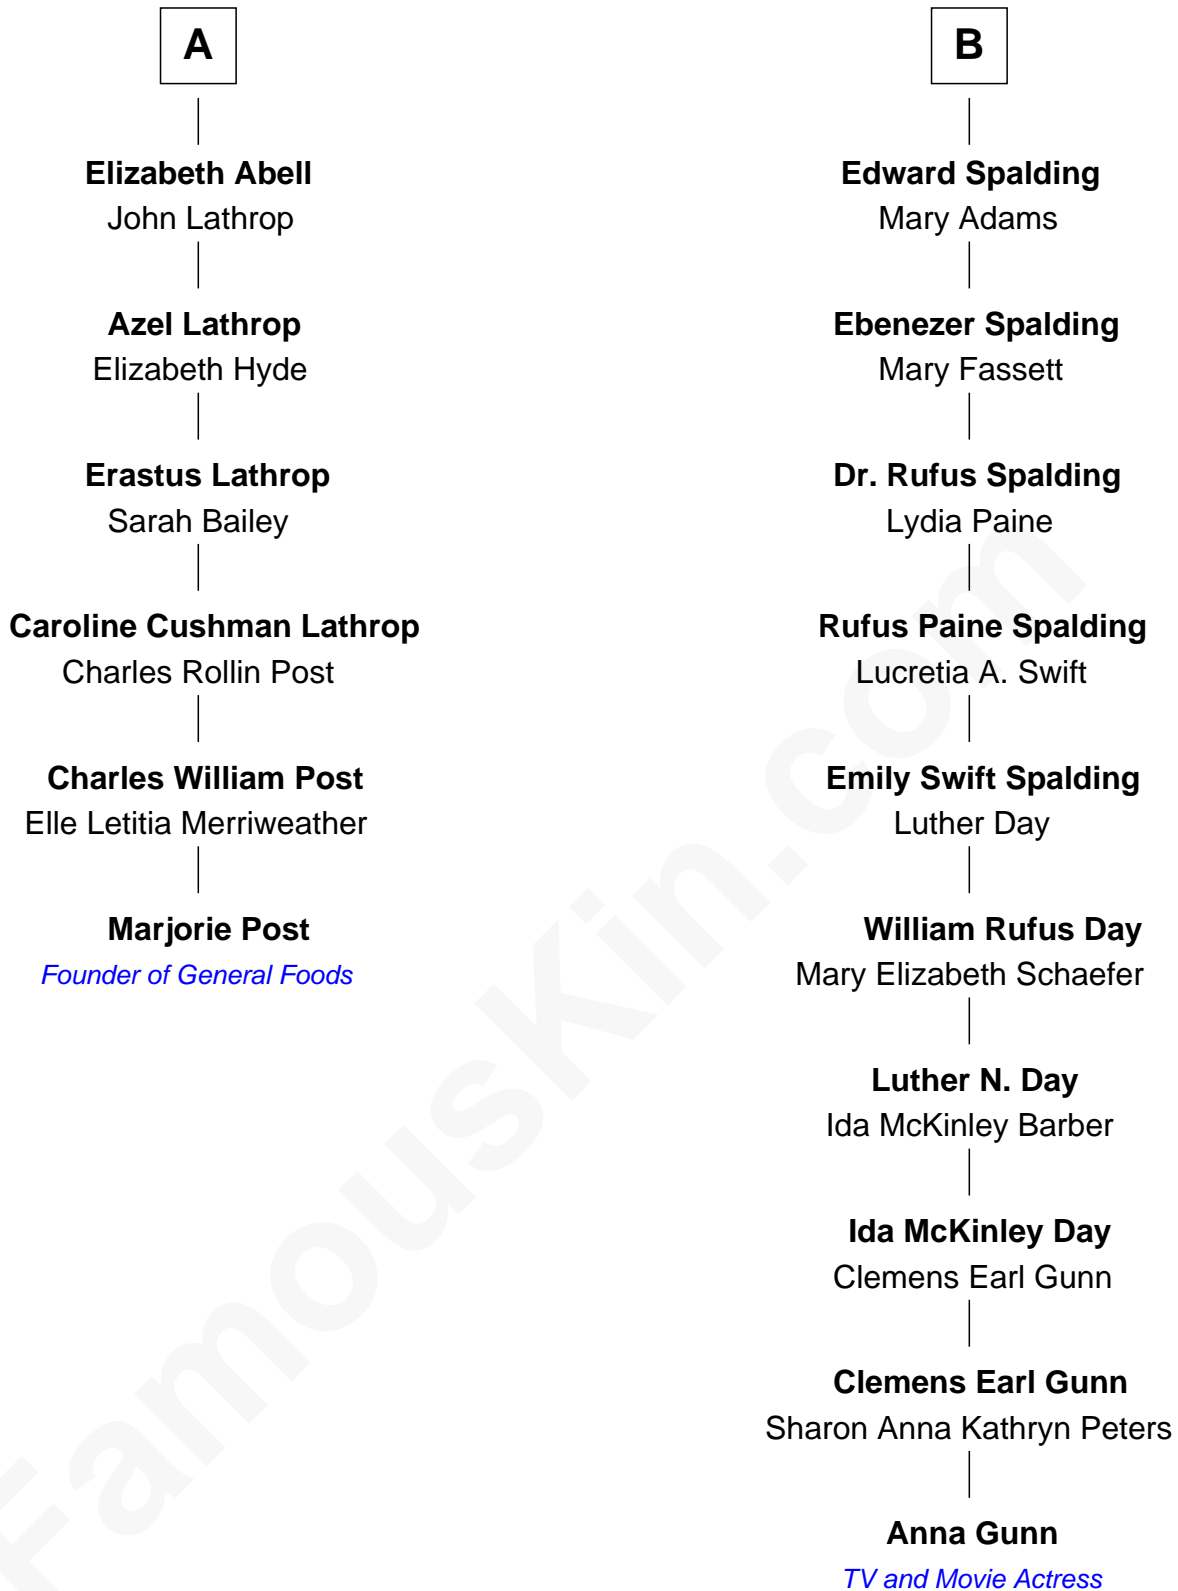 A
Elizabeth Abell
John Lathrop
Azel Lathrop
Elizabeth Hyde
Erastus Lathrop
Sarah Bailey
Caroline Cushman Lathrop
Charles Rollin Post
Charles William Post
Elle Letitia Merriweather
Marjorie Post
Founder of General Foods
B
Edward Spalding
Mary Adams
Ebenezer Spalding
Mary Fassett
Dr. Rufus Spalding
Lydia Paine
Rufus Paine Spalding
Lucretia A. Swift
Emily Swift Spalding
Luther Day
William Rufus Day
Mary Elizabeth Schaefer
Luther N. Day
Ida McKinley Barber
Ida McKinley Day
Clemens Earl Gunn
Clemens Earl Gunn
Sharon Anna Kathryn Peters
Anna Gunn
TV and Movie Actress
FamousKin.com